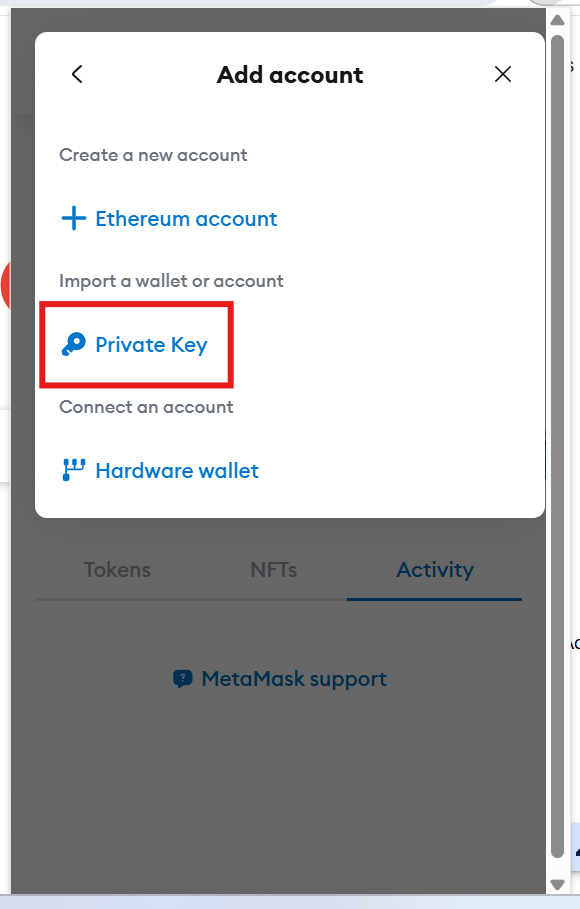 Add account
Create a new account
Ethereum account
Import a wallet or account
Private Key
Connect an account
Hardware wallet
Tokens NFTs Activity
MetaMask support